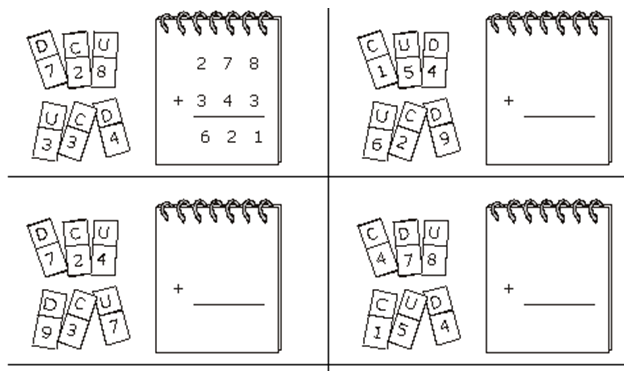 D C U
7 2 8
U C D
3 3 4
2 7 8
+ 3 4 3
6 2 1
C U D
1 5 4
U C D
6 2 9
+
D C U
7 2 4
D C U
9 3 7
+
C D U
4 7 8
C U D
1 5 4
+